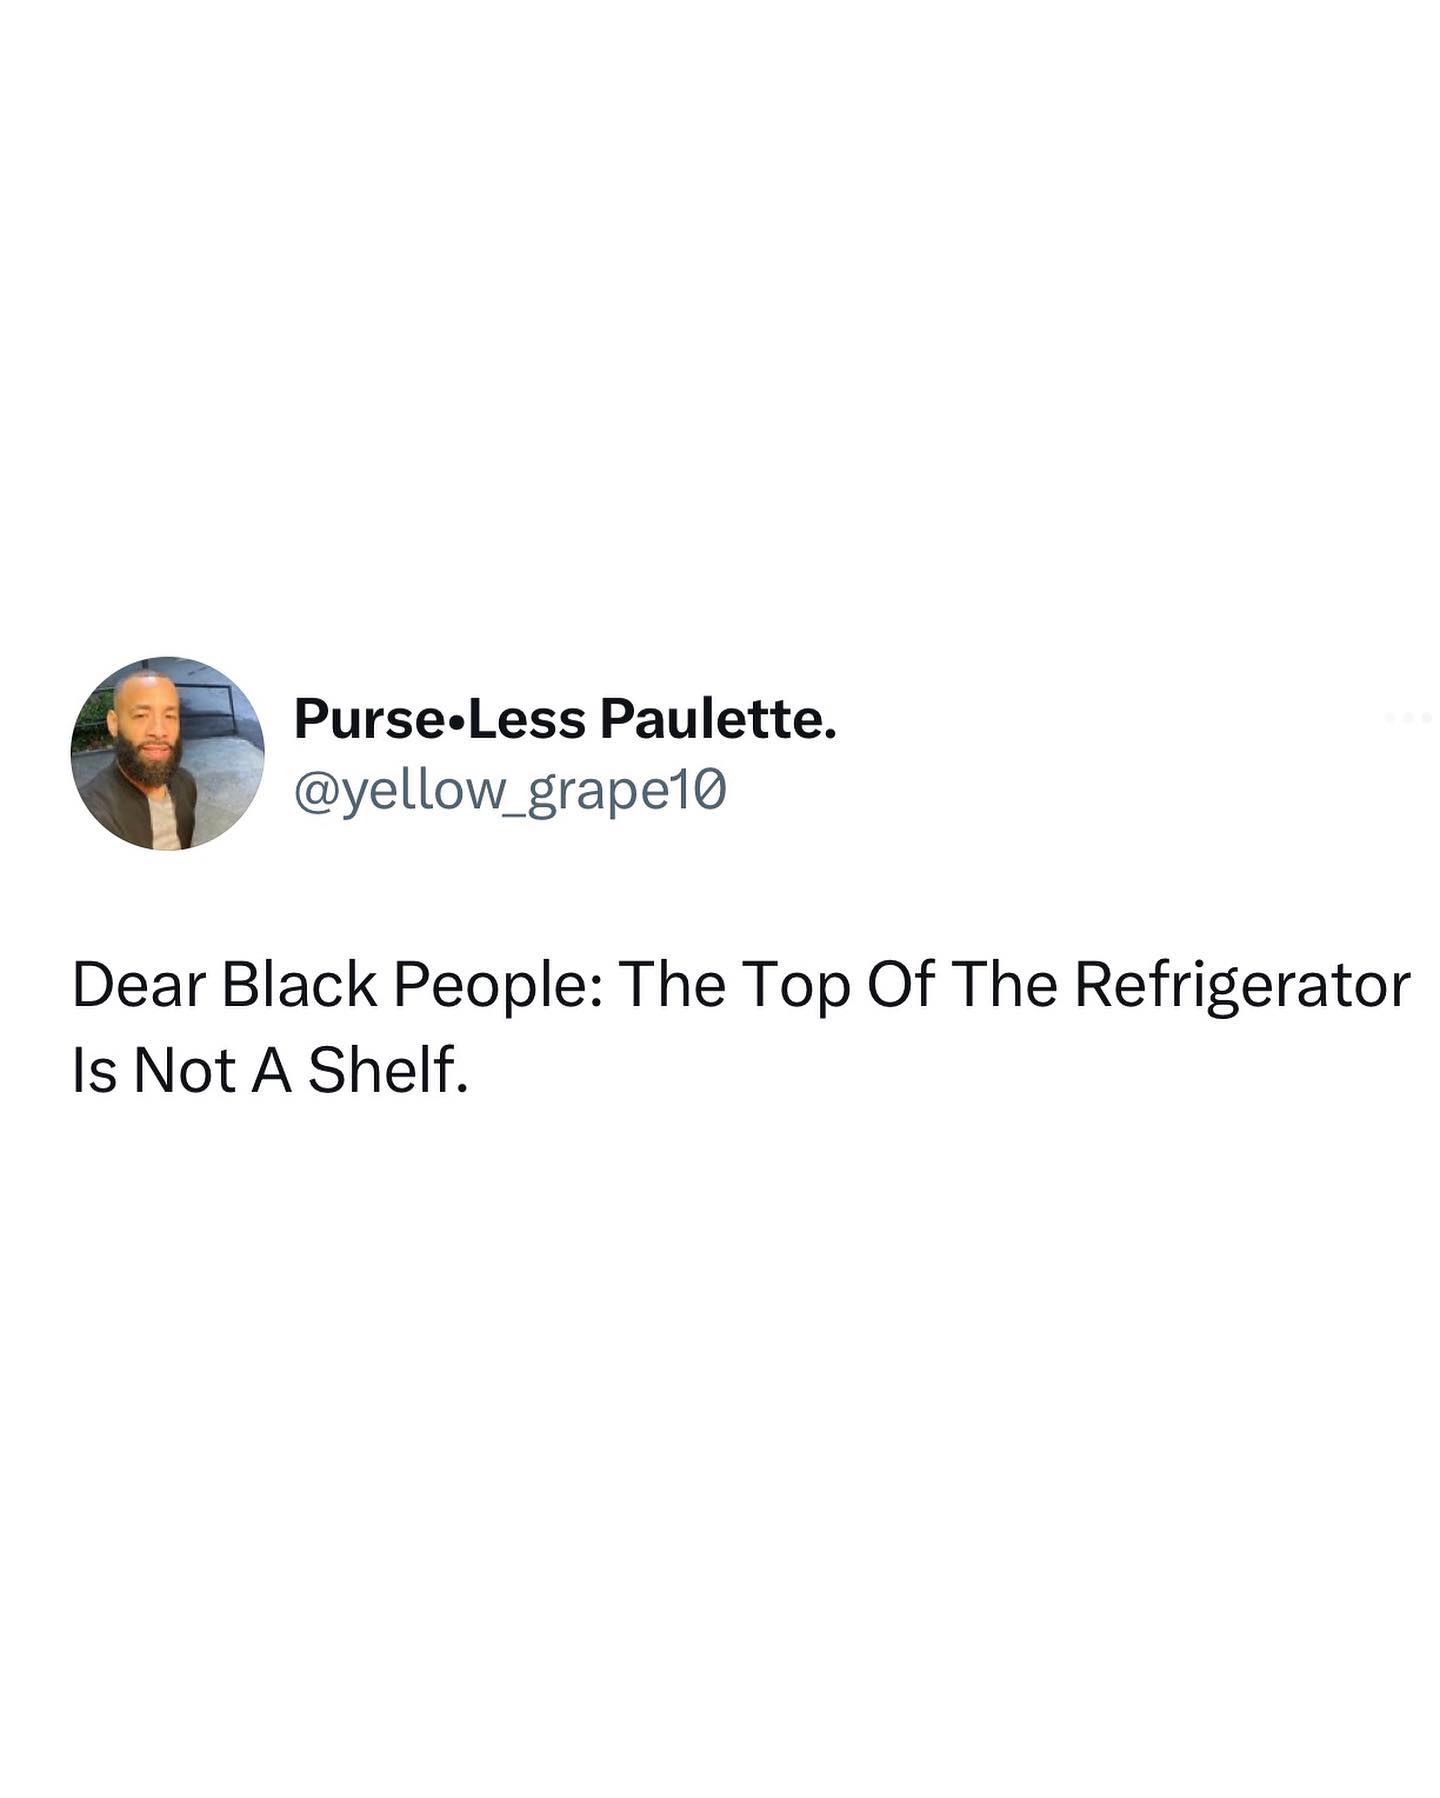 Purse•Less Paulette.
@yellow_grape10
Dear Black People: The Top Of The Refrigerator
Is Not A Shelf.